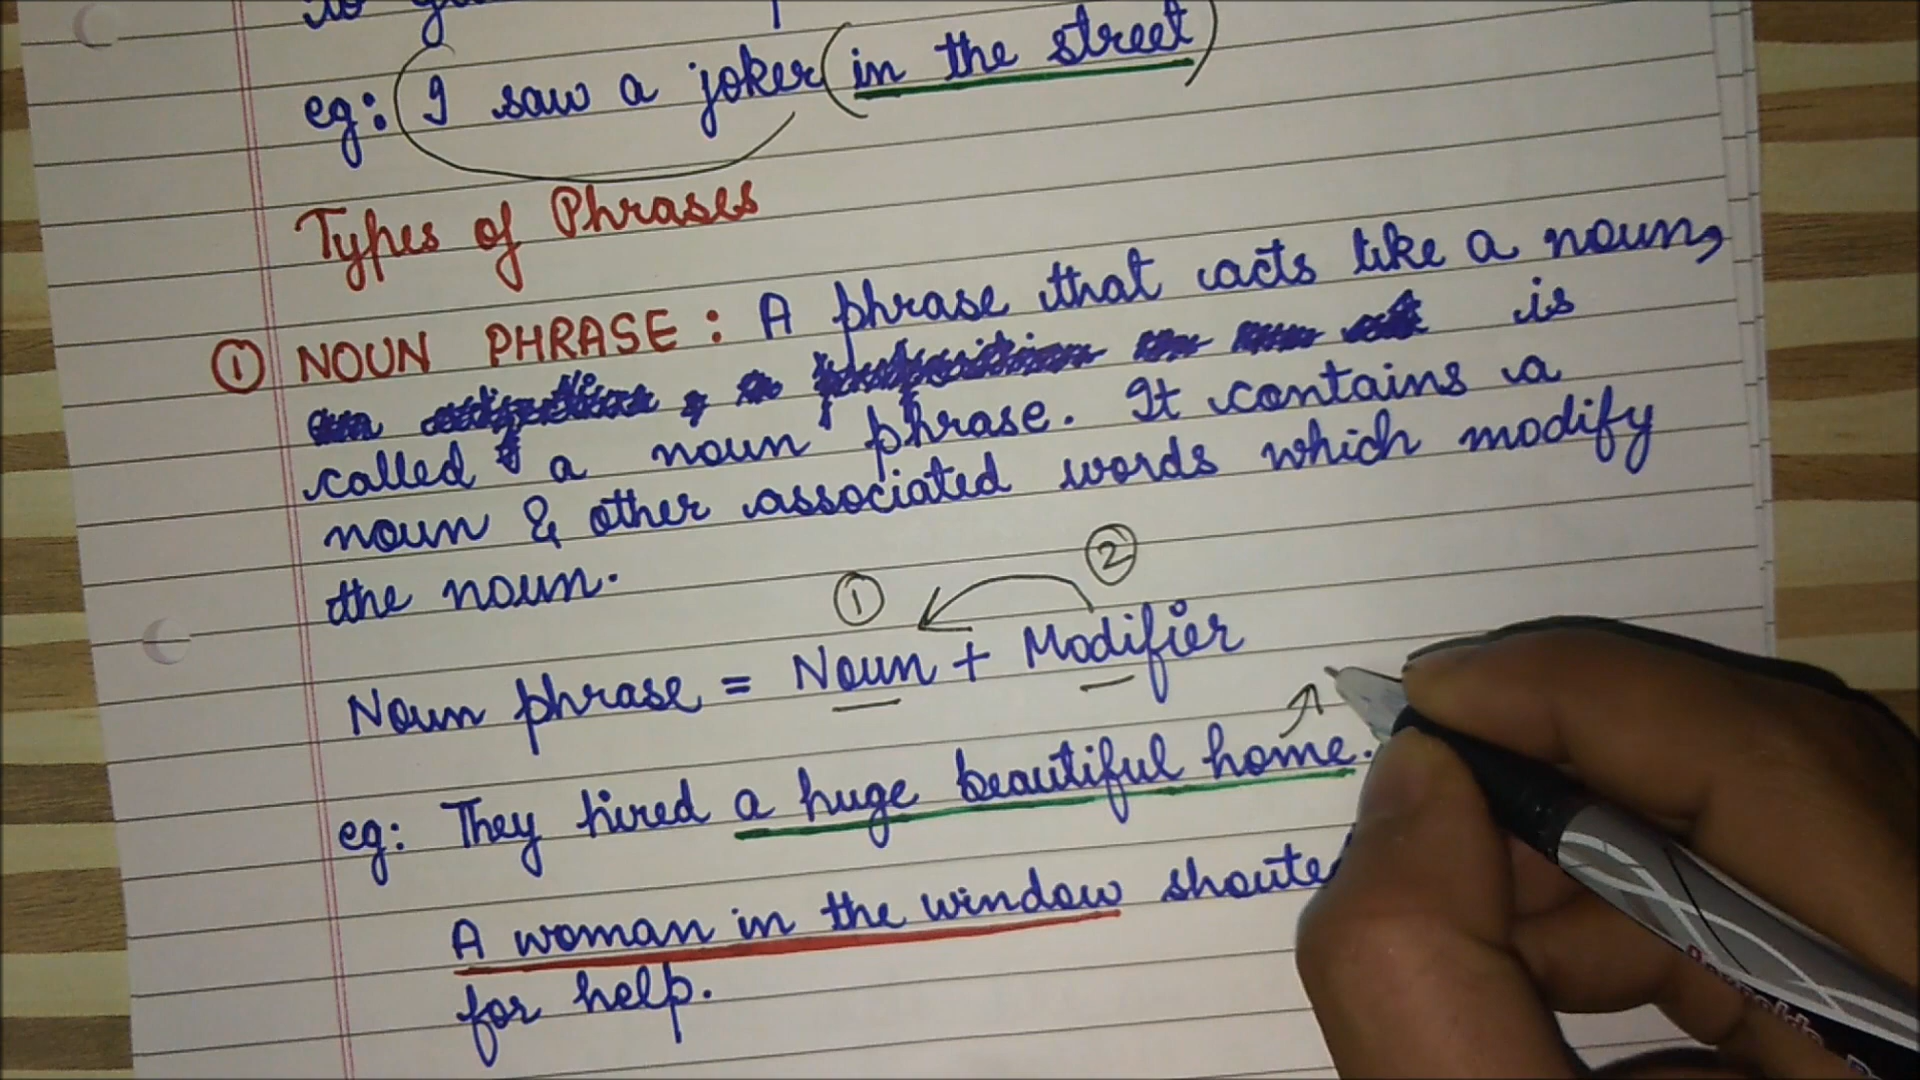 eg: I saw a joker (in the street)
Types of Phrases
① NOUN PHRASE : A phrase that acts like a noun,
is
called a noun phrase. It contains a
noun & other associated words which modify
the noun.
① ②
Noun phrase = Noun + Modifier
eg: They hired a huge beautiful home.
A woman in the window shouted
for help.